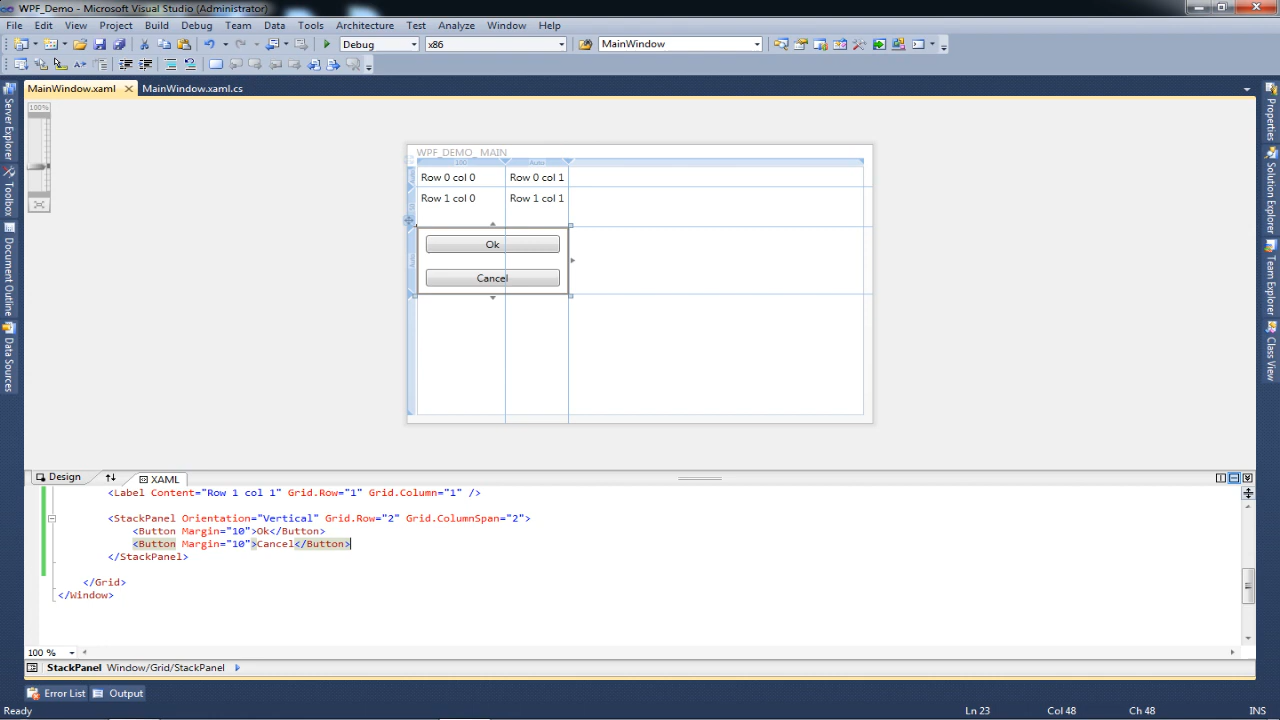 WPF_Demo - Microsoft Visual Studio (Administrator)
File Edit View Project Build Debug Team Data Tools Architecture Test Analyze Window Help
Debug x86 MainWindow
MainWindow.xaml MainWindow.xaml.cs
Server Explorer
Toolbox
Document Outline
Data Sources
100%
WPF_DEMO_MAIN
100 Auto
Row 0 col 0 Row 0 col 1
Row 1 col 0 Row 1 col 1
Auto
Ok
Cancel
Properties
Solution Explorer
Team Explorer
Class View
Design XAML
<Label Content="Row 1 col 1" Grid.Row="1" Grid.Column="1" />
<StackPanel Orientation="Vertical" Grid.Row="2" Grid.ColumnSpan="2">
<Button Margin="10">Ok</Button>
<Button Margin="10">Cancel</Button>
</StackPanel>
</Grid>
</Window>
100 %
StackPanel Window/Grid/StackPanel
Error List Output
Ready Ln 23 Col 48 Ch 48 INS